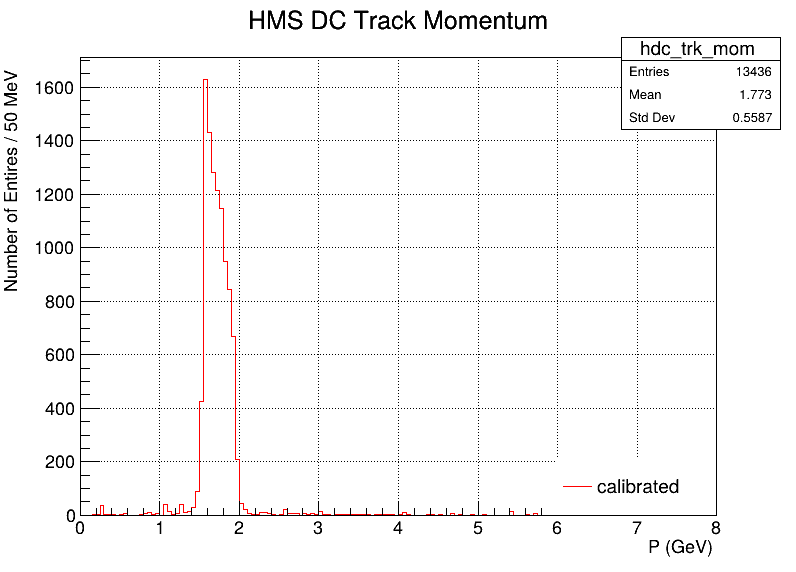 HMS DC Track Momentum
hdc_trk_mom
Entries 13436
Mean 1.773
Std Dev 0.5587
Number of Entires / 50 MeV
1600
1400
1200
1000
800
600
400
200
0
calibrated
0 1 2 3 4 5 6 7 8
P (GeV)